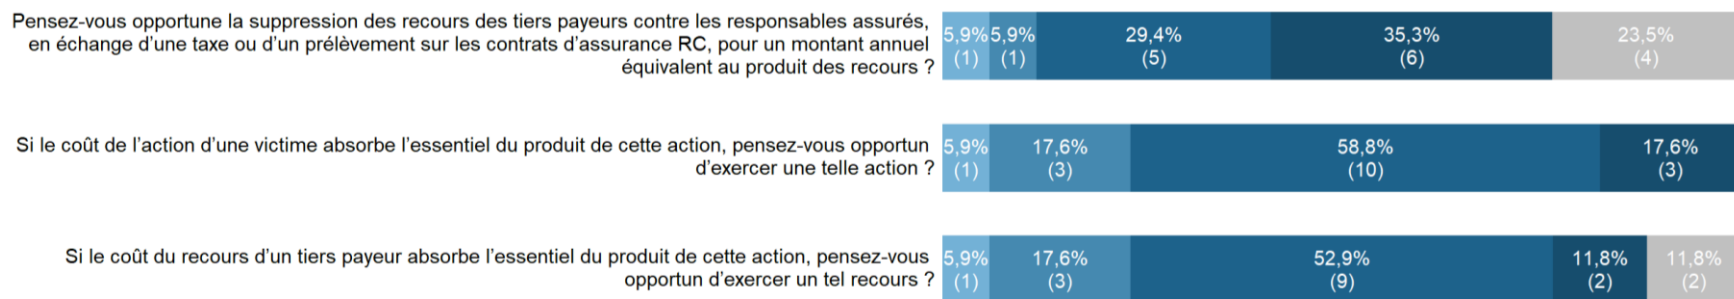 Pensez-vous opportune la suppression des recours des tiers payeurs contre les responsables assurés,
en échange d’une taxe ou d’un prélèvement sur les contrats d’assurance RC, pour un montant annuel
équivalent au produit des recours ?
5,9% 5,9% 29,4% 35,3% 23,5%
(1) (1) (5) (6) (4)
Si le coût de l’action d’une victime absorbe l’essentiel du produit de cette action, pensez-vous opportun
d’exercer une telle action ?
5,9% 17,6% 58,8% 17,6%
(1) (3) (10) (3)
Si le coût du recours d’un tiers payeur absorbe l’essentiel du produit de cette action, pensez-vous
opportun d’exercer un tel recours ?
5,9% 17,6% 52,9% 11,8% 11,8%
(1) (3) (9) (2) (2)